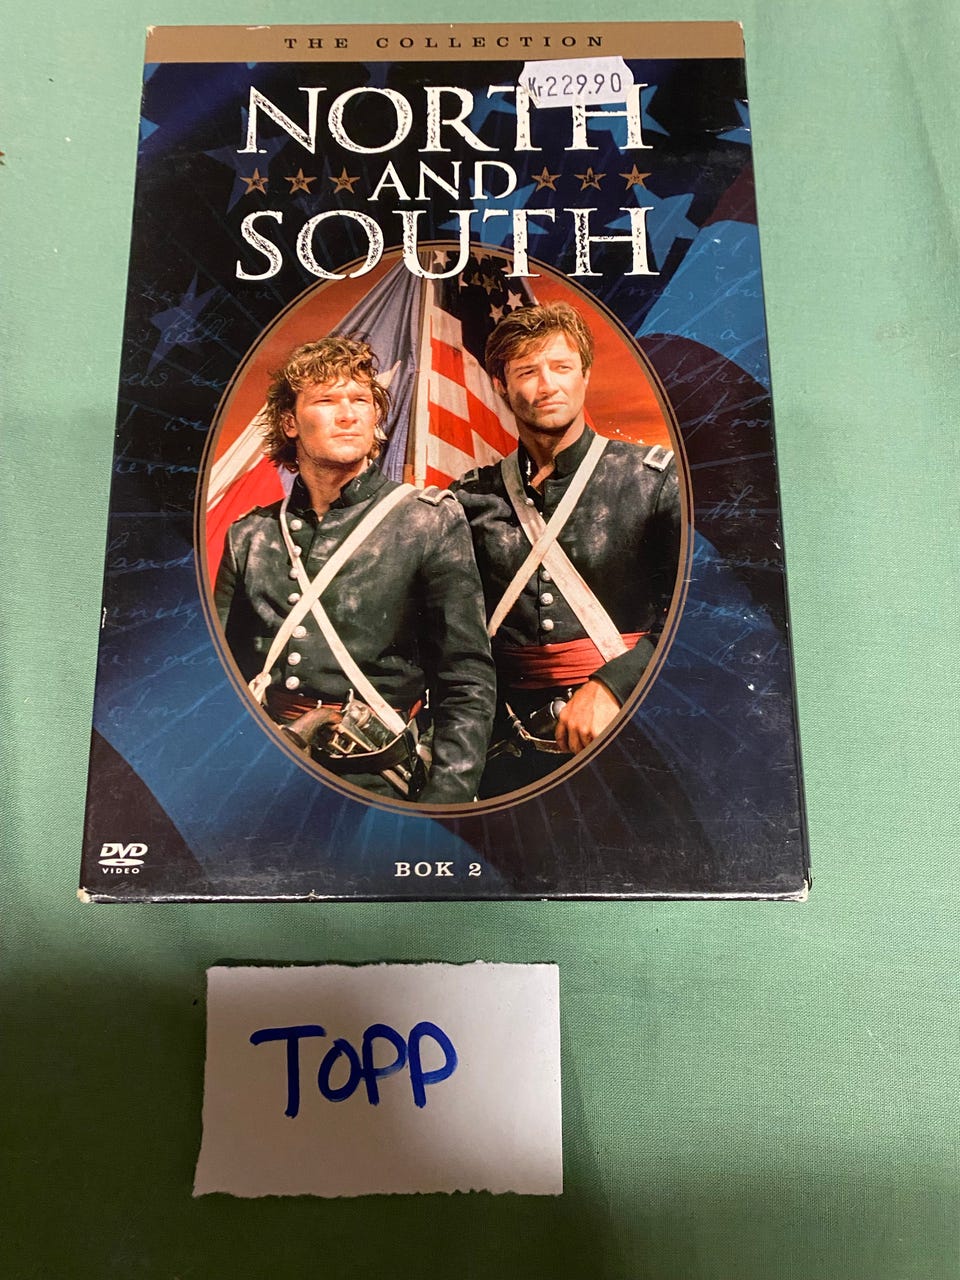 THE COLLECTION
Kr229.90
NORTH
AND
SOUTH
DVD
VIDEO
BOK 2
TOPP